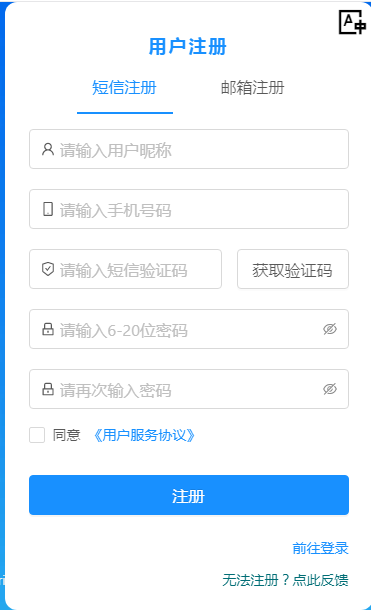 A中
用户注册
短信注册 邮箱注册
请输入用户昵称
请输入手机号码
请输入短信验证码 获取验证码
请输入6-20位密码
请再次输入密码
同意 《用户服务协议》
注册
前往登录
无法注册？点此反馈